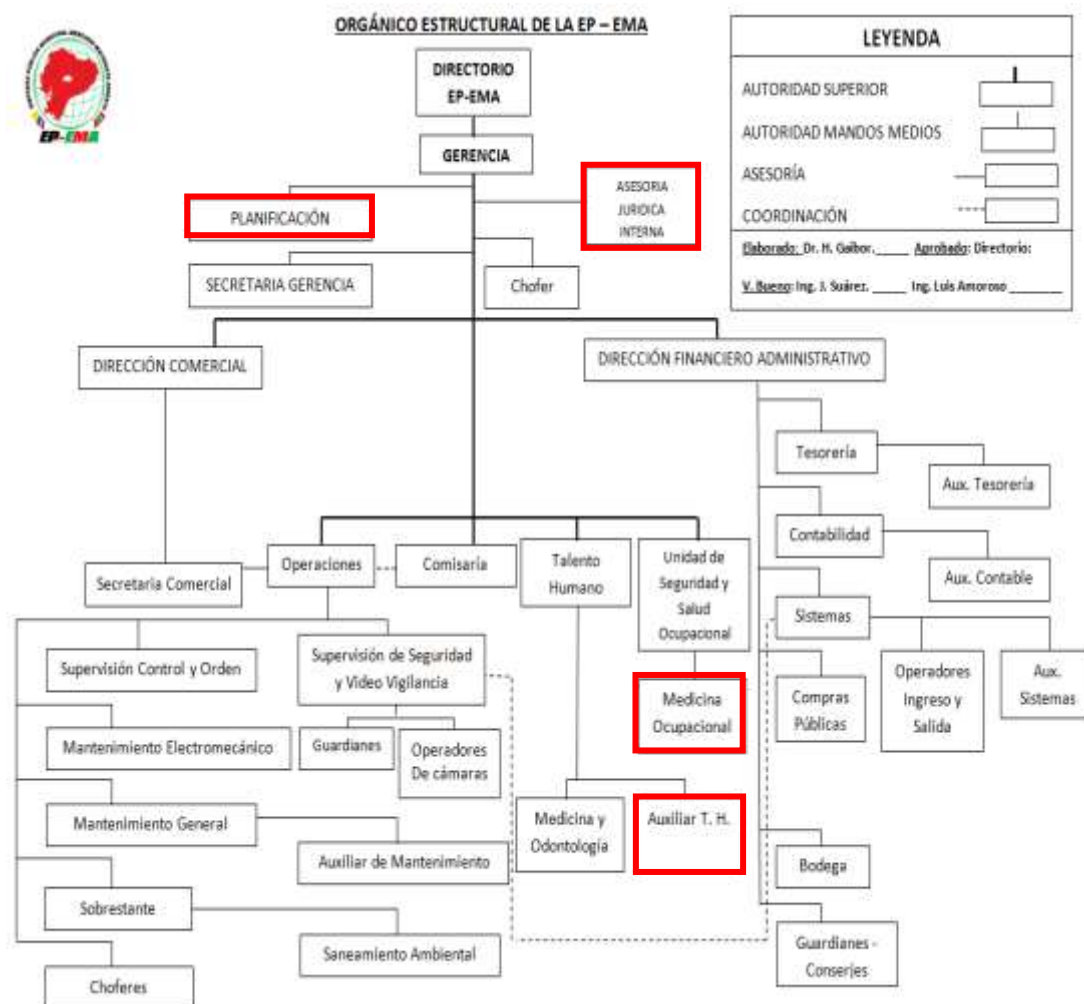 ORGÁNICO ESTRUCTURAL DE LA EP – EMA
EP-EMA
DIRECTORIO
EP-EMA
GERENCIA
PLANIFICACIÓN
ASESORIA
JURIDICA
INTERNA
SECRETARIA GERENCIA
Chofer
LEYENDA
AUTORIDAD SUPERIOR
AUTORIDAD MANDOS MEDIOS
ASESORÍA
COORDINACIÓN
Elaborado: Dr. H. Gaibor. _____ Aprobado: Directorio:
V. Bueno: Ing. J. Suárez. _____ Ing. Luis Amoroso ________
DIRECCIÓN COMERCIAL
DIRECCIÓN FINANCIERO ADMINISTRATIVO
Tesorería
Aux. Tesorería
Contabilidad
Aux. Contable
Secretaria Comercial
Operaciones
Comisaría
Talento
Humano
Unidad de
Seguridad y
Salud
Ocupacional
Sistemas
Supervisión Control y Orden
Supervisión de Seguridad
y Video Vigilancia
Medicina
Ocupacional
Compras
Públicas
Operadores
Ingreso y
Salida
Aux.
Sistemas
Mantenimiento Electromecánico
Guardianes
Operadores
De cámaras
Mantenimiento General
Auxiliar de Mantenimiento
Medicina y
Odontología
Auxiliar T. H.
Bodega
Sobrestante
Saneamiento Ambiental
Guardianes -
Conserjes
Choferes